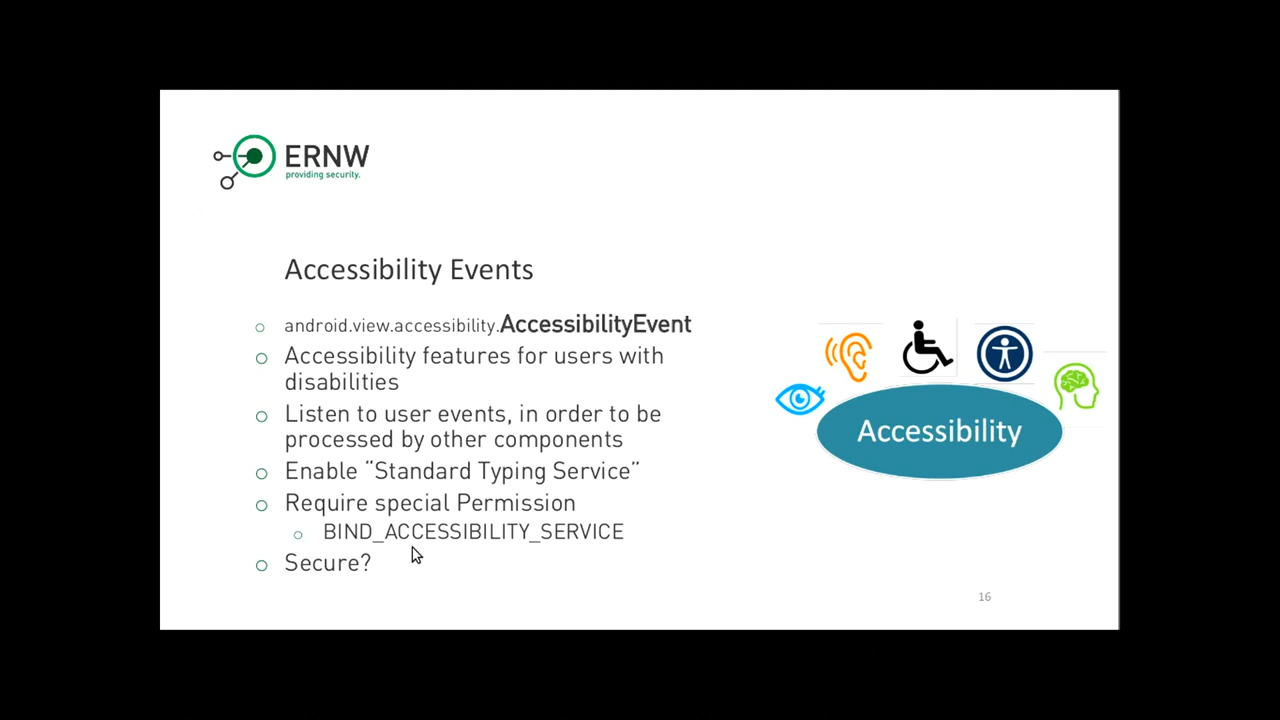 ERNW
providing security.
Accessibility Events
android.view.accessibility.AccessibilityEvent
Accessibility features for users with
disabilities
Listen to user events, in order to be
processed by other components
Enable “Standard Typing Service”
Require special Permission
BIND_ACCESSIBILITY_SERVICE
Secure?
Accessibility
16